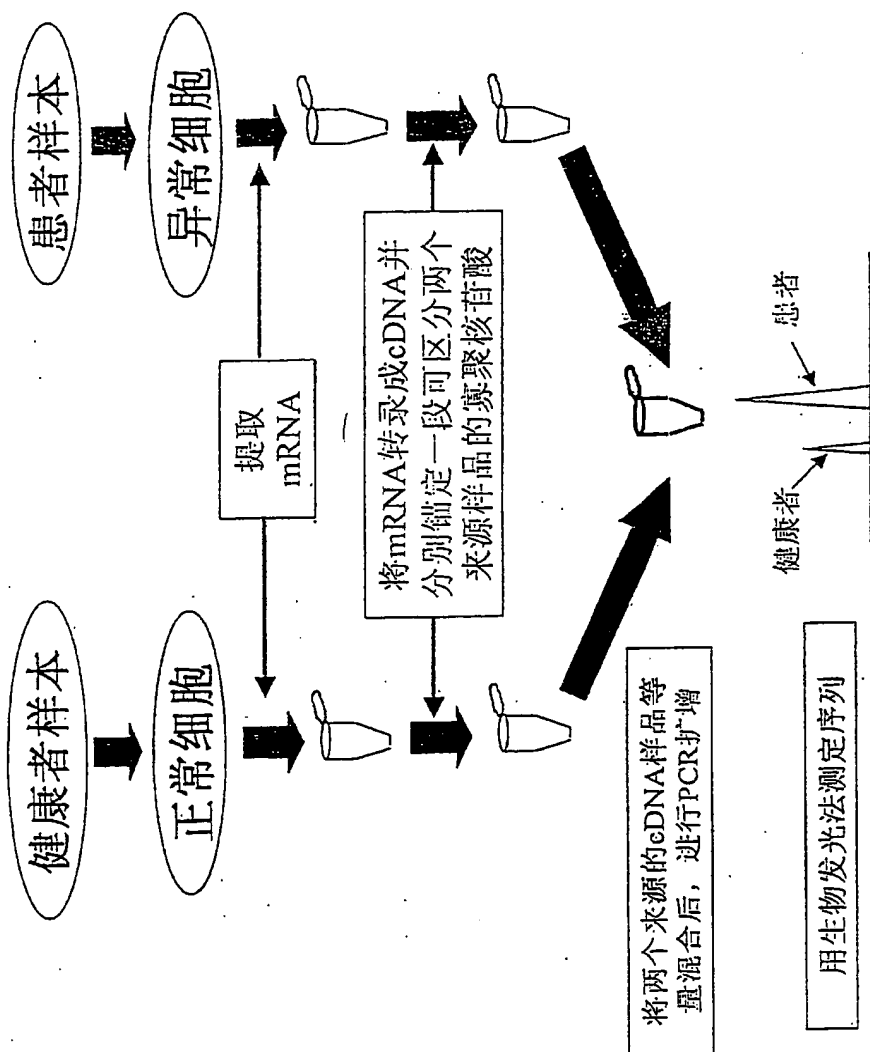 健康者样本
患者样本
正常细胞
异常细胞
提取
mRNA
将mRNA转录成cDNA并
分别锚定一段可区分两个
来源样品的寡聚核苷酸
将两个来源的cDNA样品等
量混合后，进行PCR扩增
健康者
患者
用生物发光法测定序列